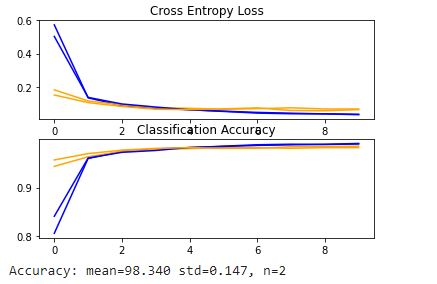 Cross Entropy Loss
0.6
0.4
0.2
0 2 4 6 8
Classification Accuracy
0.9
0.8
0 2 4 6 8
Accuracy: mean=98.340 std=0.147, n=2